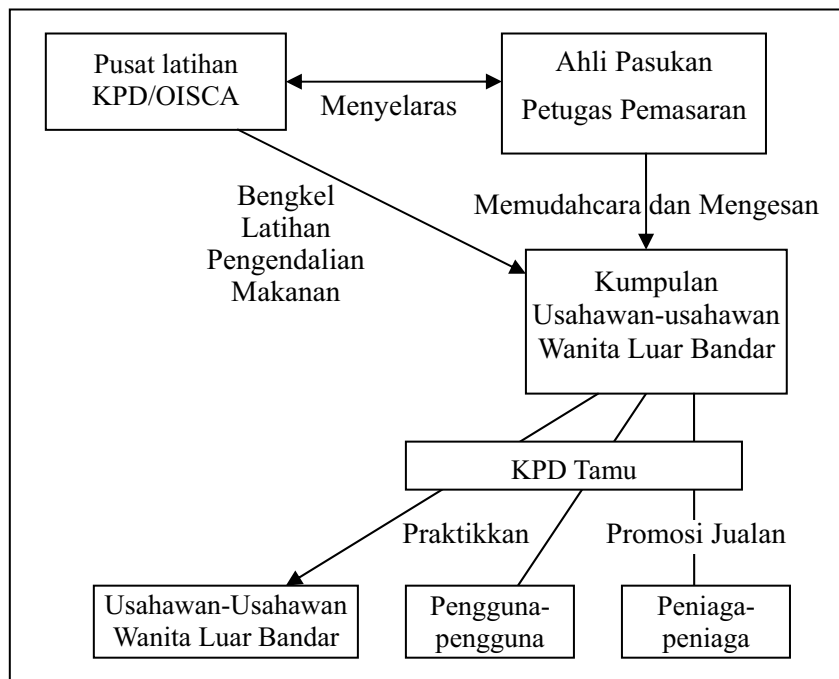 Pusat latihan
KPD/OISCA
Ahli Pasukan
Petugas Pemasaran
Menyelaras
Bengkel
Latihan
Pengendalian
Makanan
Memudahcara dan Mengesan
Kumpulan
Usahawan-usahawan
Wanita Luar Bandar
KPD Tamu
Praktikkan
Promosi Jualan
Usahawan-Usahawan
Wanita Luar Bandar
Pengguna-
pengguna
Peniaga-
peniaga